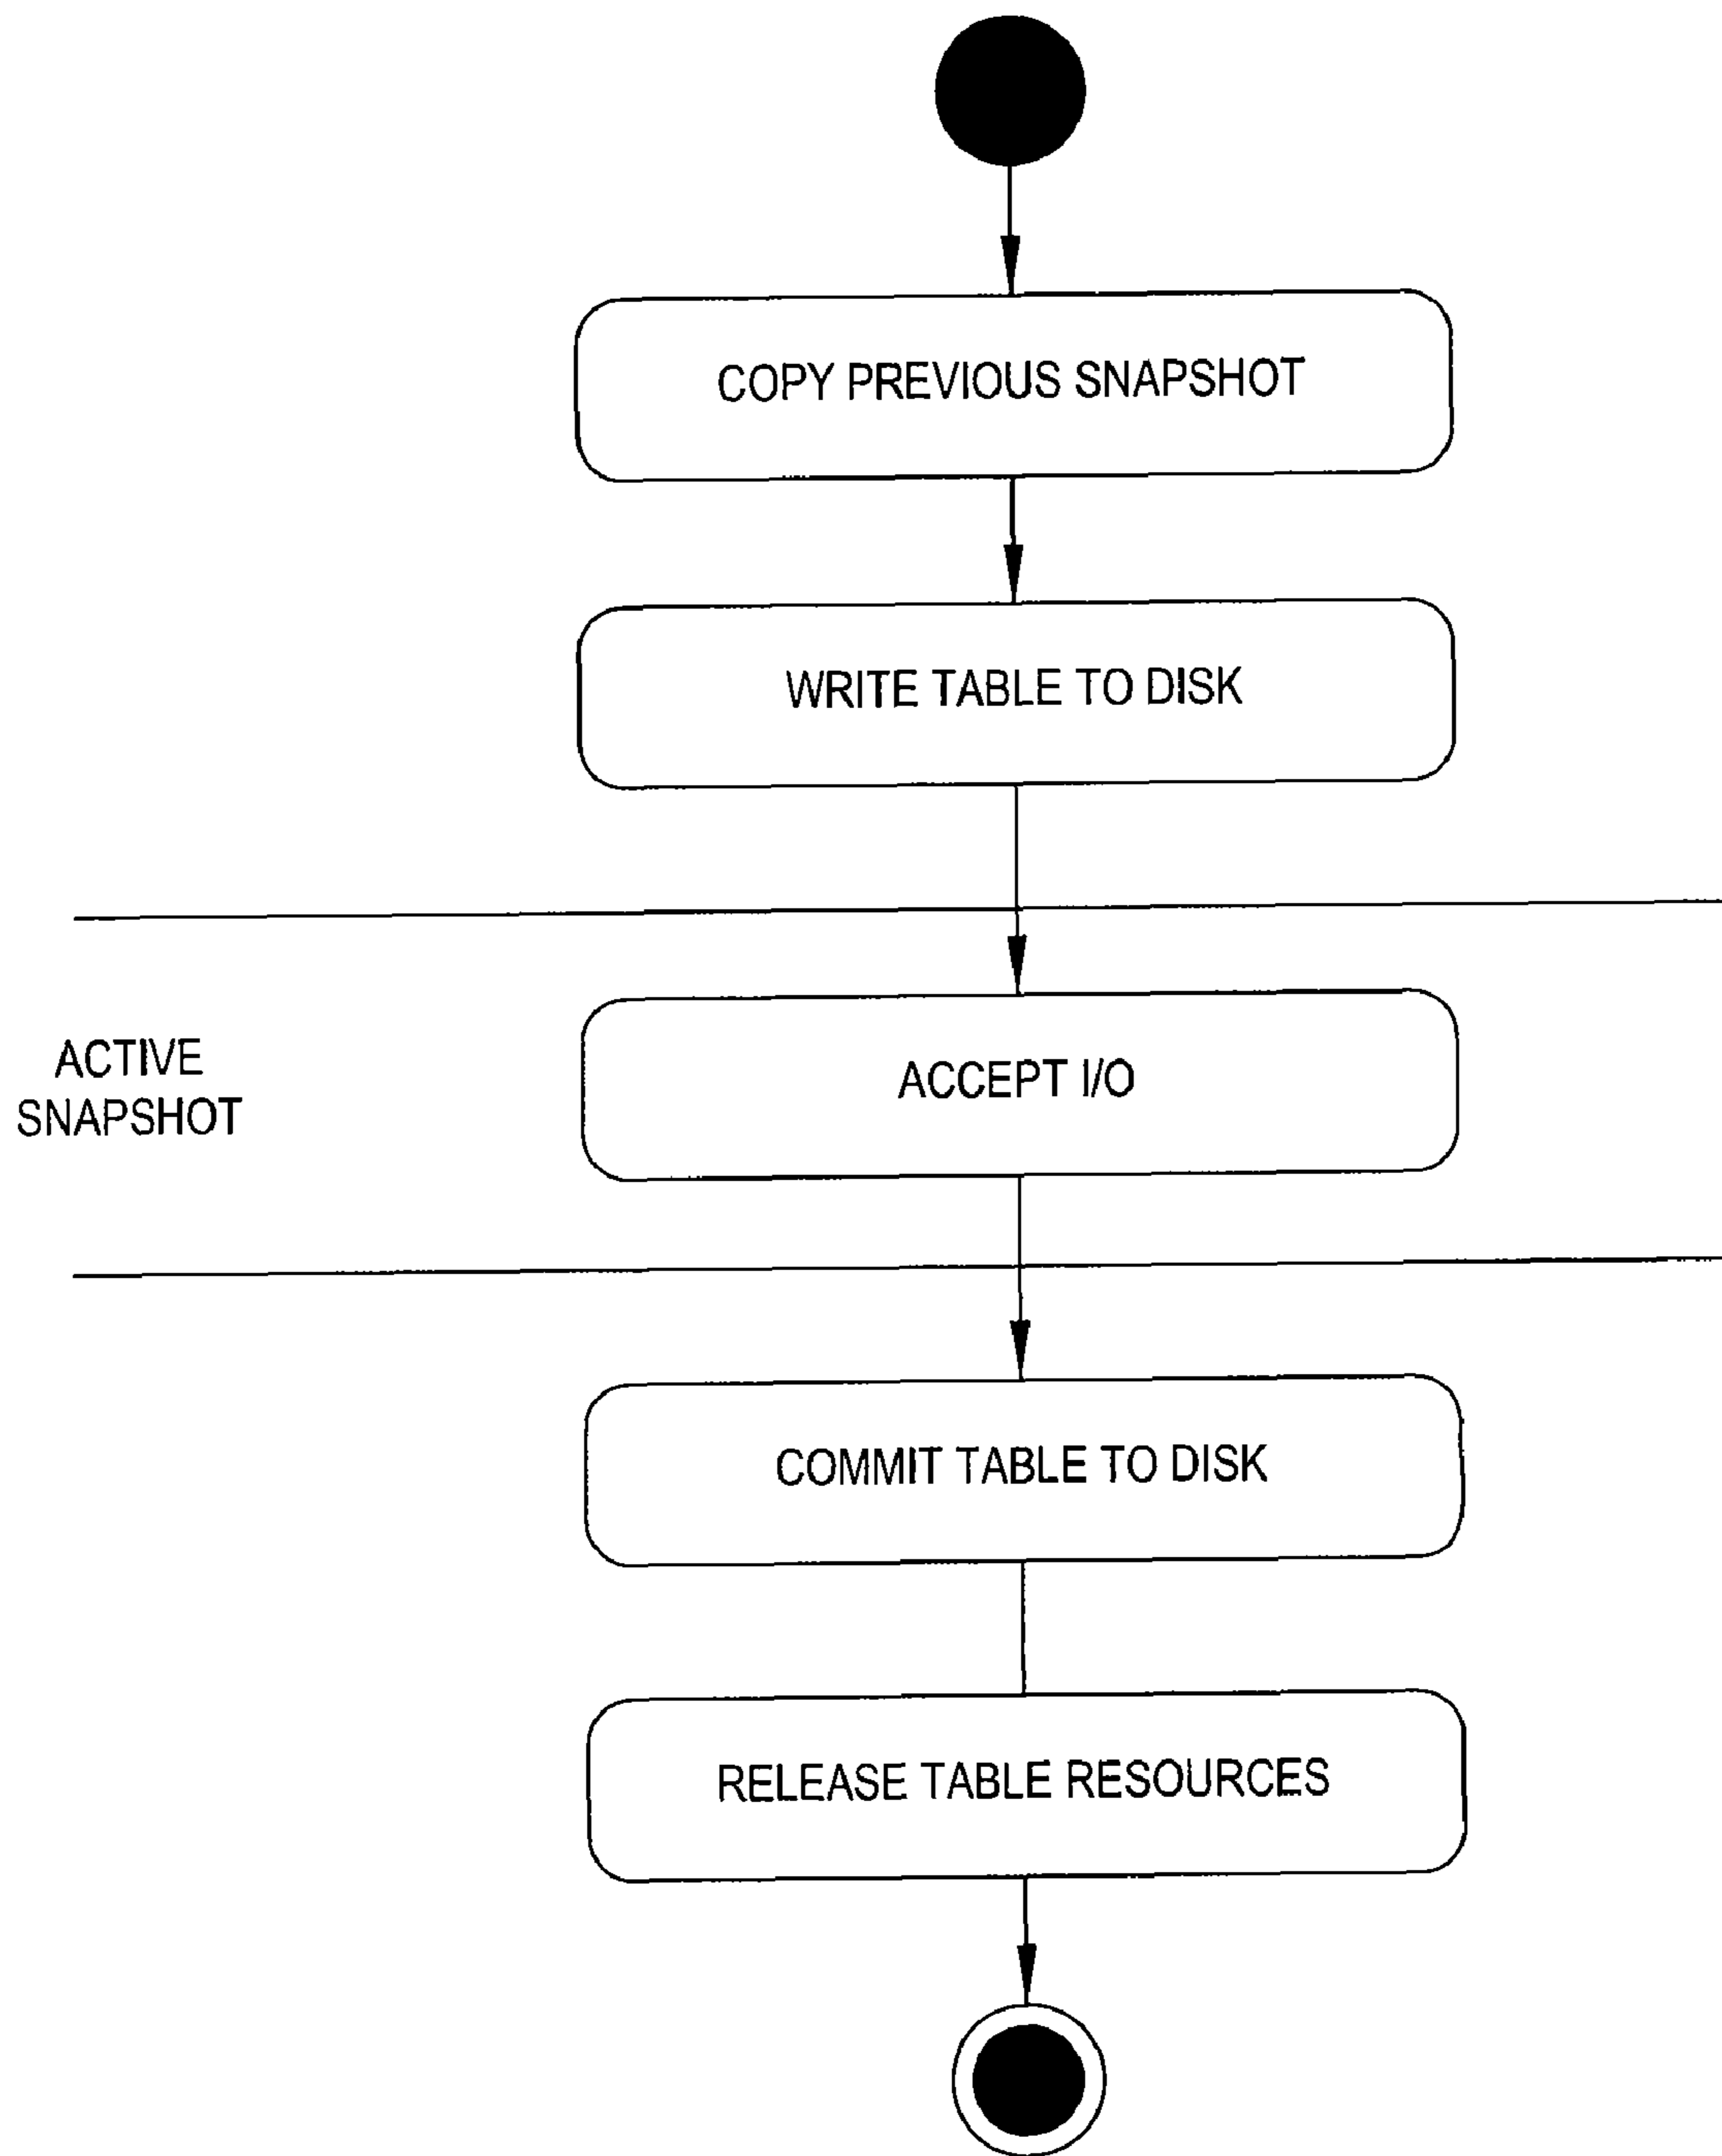 COPY PREVIOUS SNAPSHOT
WRITE TABLE TO DISK
ACTIVE
SNAPSHOT
ACCEPT I/O
COMMIT TABLE TO DISK
RELEASE TABLE RESOURCES